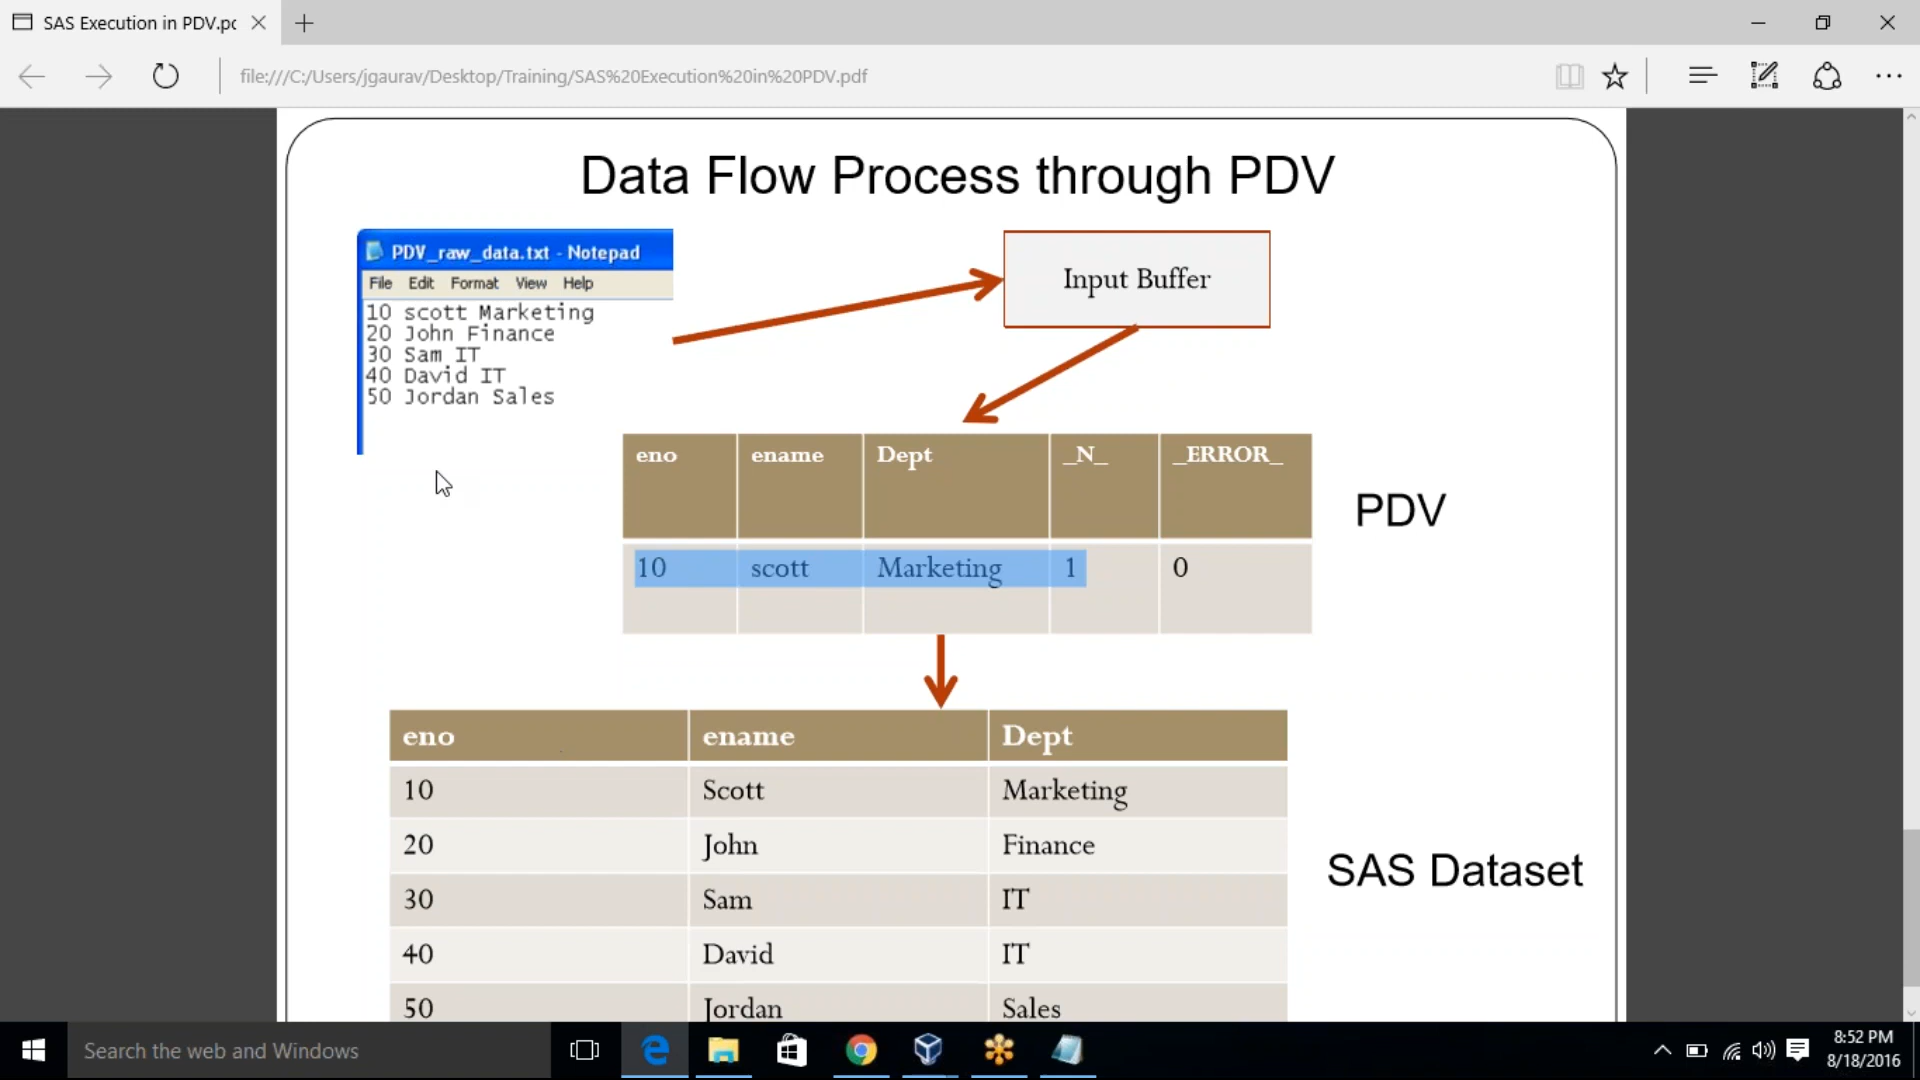 SAS Execution in PDV.pc
file:///C:/Users/jgaurav/Desktop/Training/SAS%20Execution%20in%20PDV.pdf
Data Flow Process through PDV
PDV_raw_data.txt - Notepad
File Edit Format View Help
10 scott Marketing
20 John Finance
30 Sam IT
40 David IT
50 Jordan Sales
Input Buffer
eno ename Dept _N_ _ERROR_
10 scott Marketing 1 0
PDV
eno ename Dept
10 Scott Marketing
20 John Finance
30 Sam IT
40 David IT
50 Jordan Sales
SAS Dataset
Search the web and Windows
8:52 PM
8/18/2016